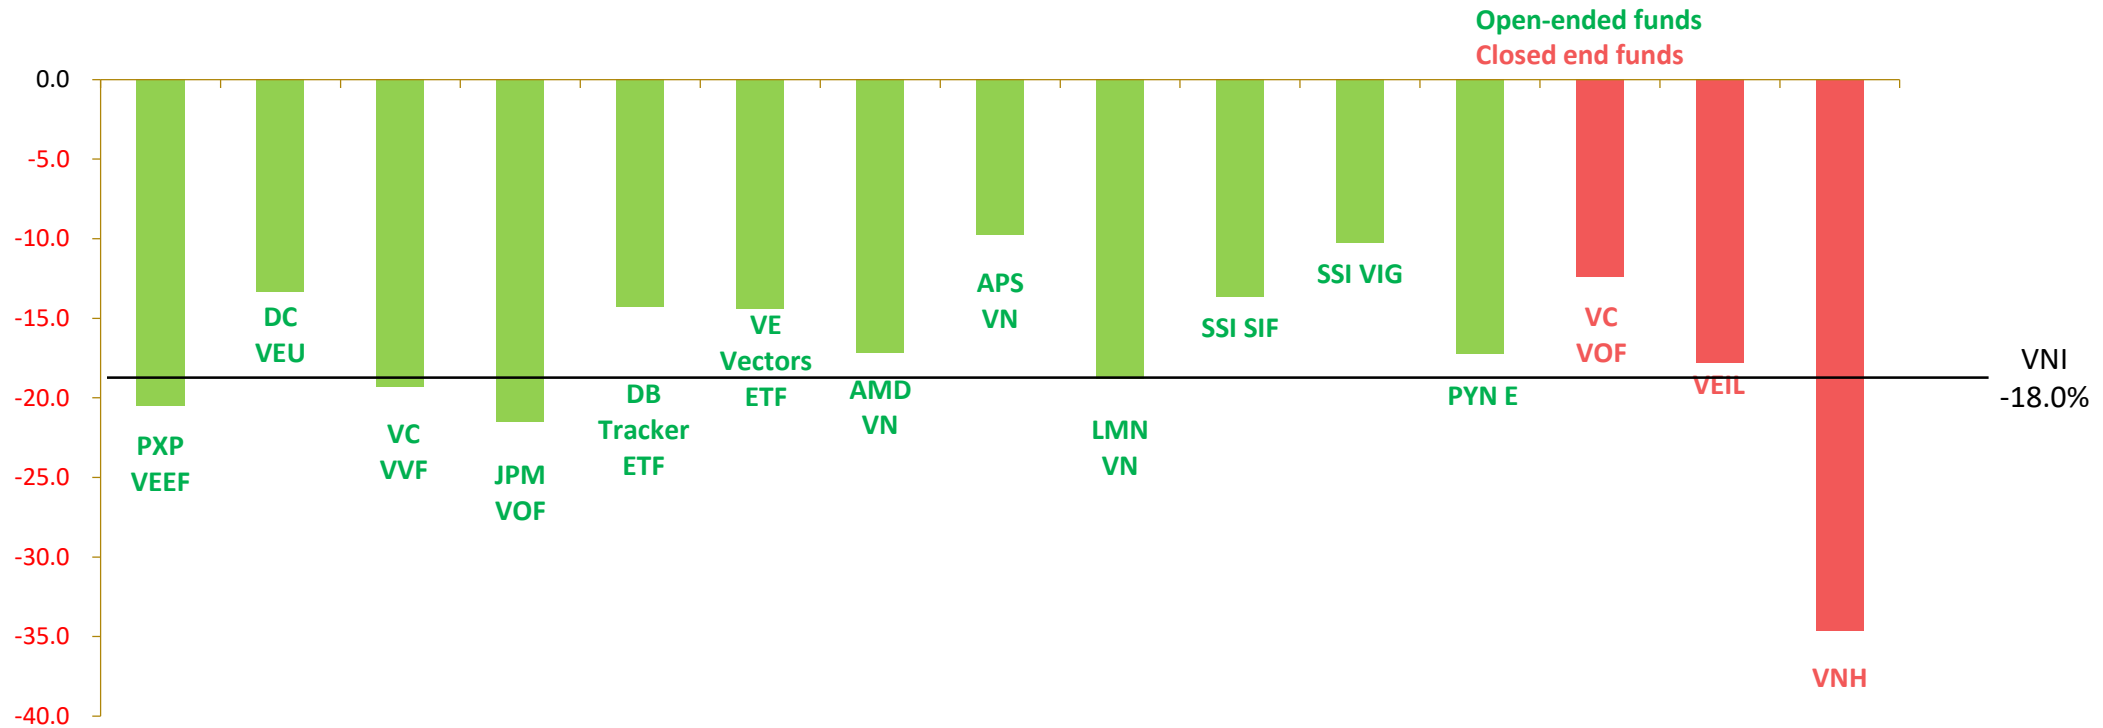 Open-ended funds
Closed end funds
0.0
-5.0
-10.0
-15.0
-20.0
-25.0
-30.0
-35.0
-40.0
PXP
VEEF
DC
VEU
VC
VVF
JPM
VOF
DB
Tracker
ETF
VE
Vectors
ETF
AMD
VN
APS
VN
LMN
VN
SSI SIF
SSI VIG
PYN E
VC
VOF
VEIL
VNH
VNI
-18.0%